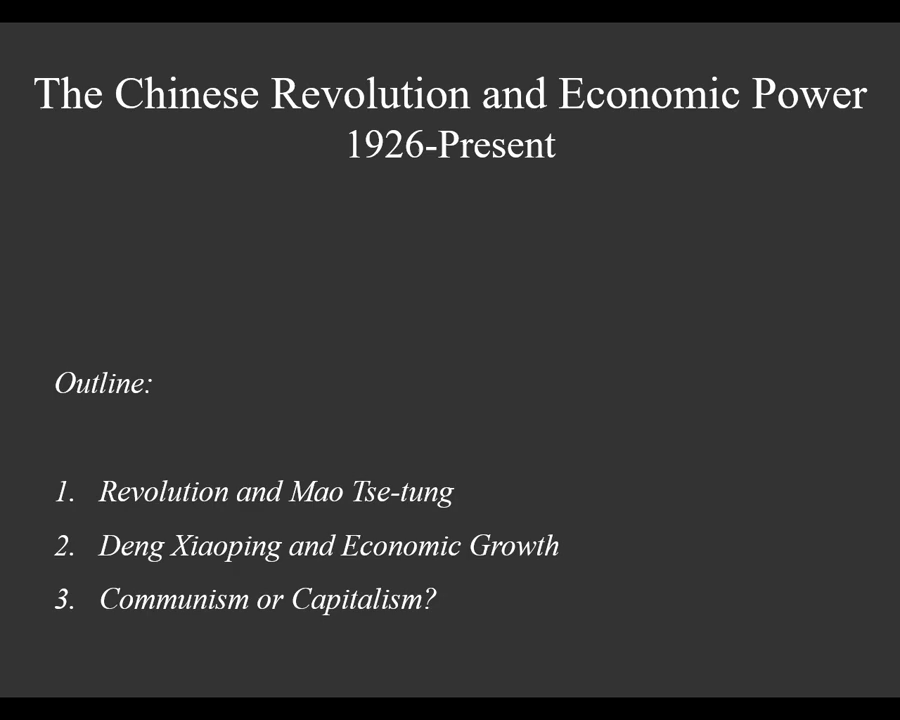 The Chinese Revolution and Economic Power
1926-Present
Outline:
1. Revolution and Mao Tse-tung
2. Deng Xiaoping and Economic Growth
3. Communism or Capitalism?